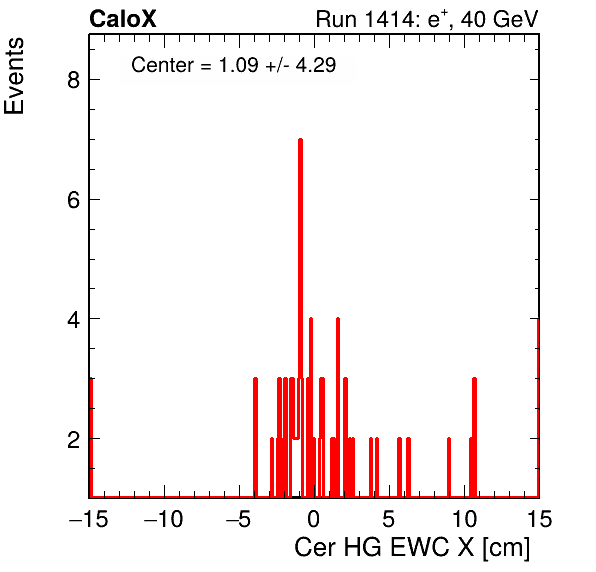 CaloX Run 1414: e⁺, 40 GeV
Events
Center = 1.09 +/- 4.29
8
6
4
2
−15 −10 −5 0 5 10 15
Cer HG EWC X [cm]